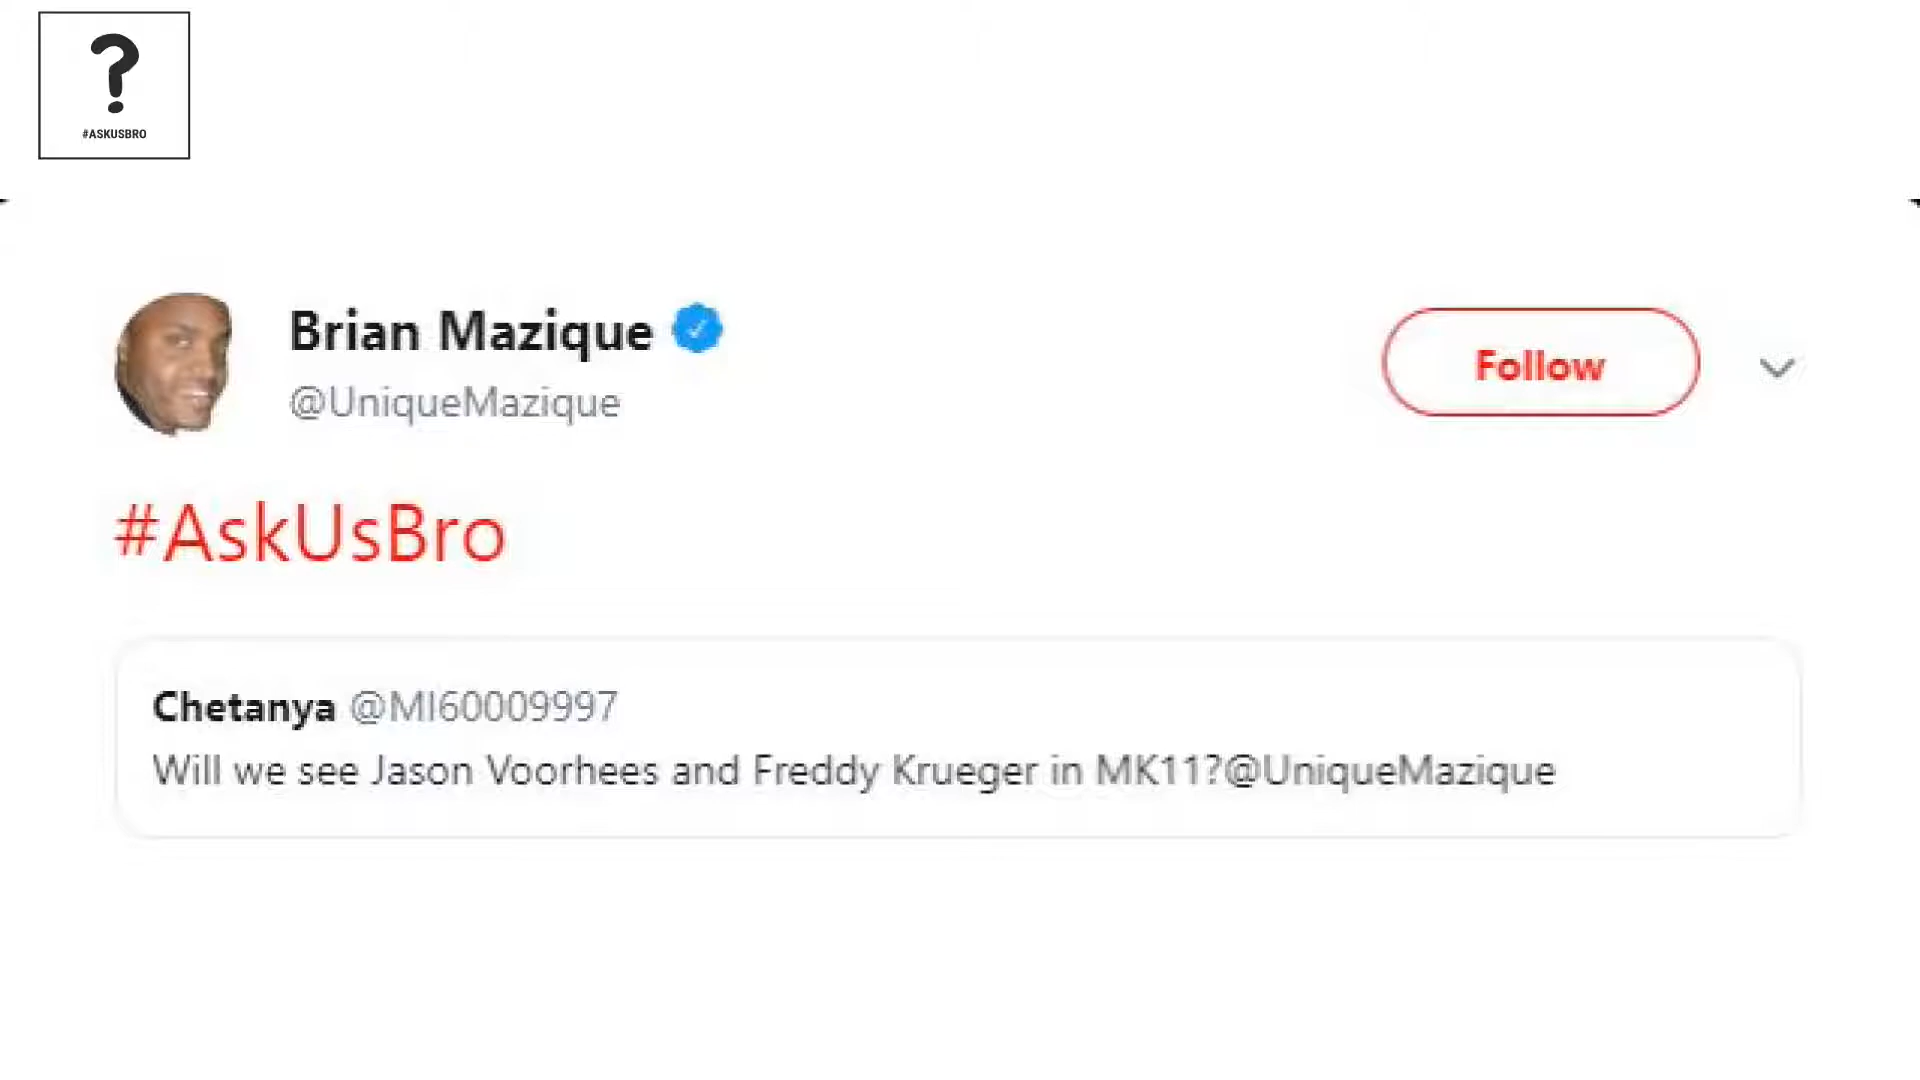 ?
#ASKUSBRO
Brian Mazique
@UniqueMazique
Follow
#AskUsBro
Chetanya @MI60009997
Will we see Jason Voorhees and Freddy Krueger in MK11?@UniqueMazique